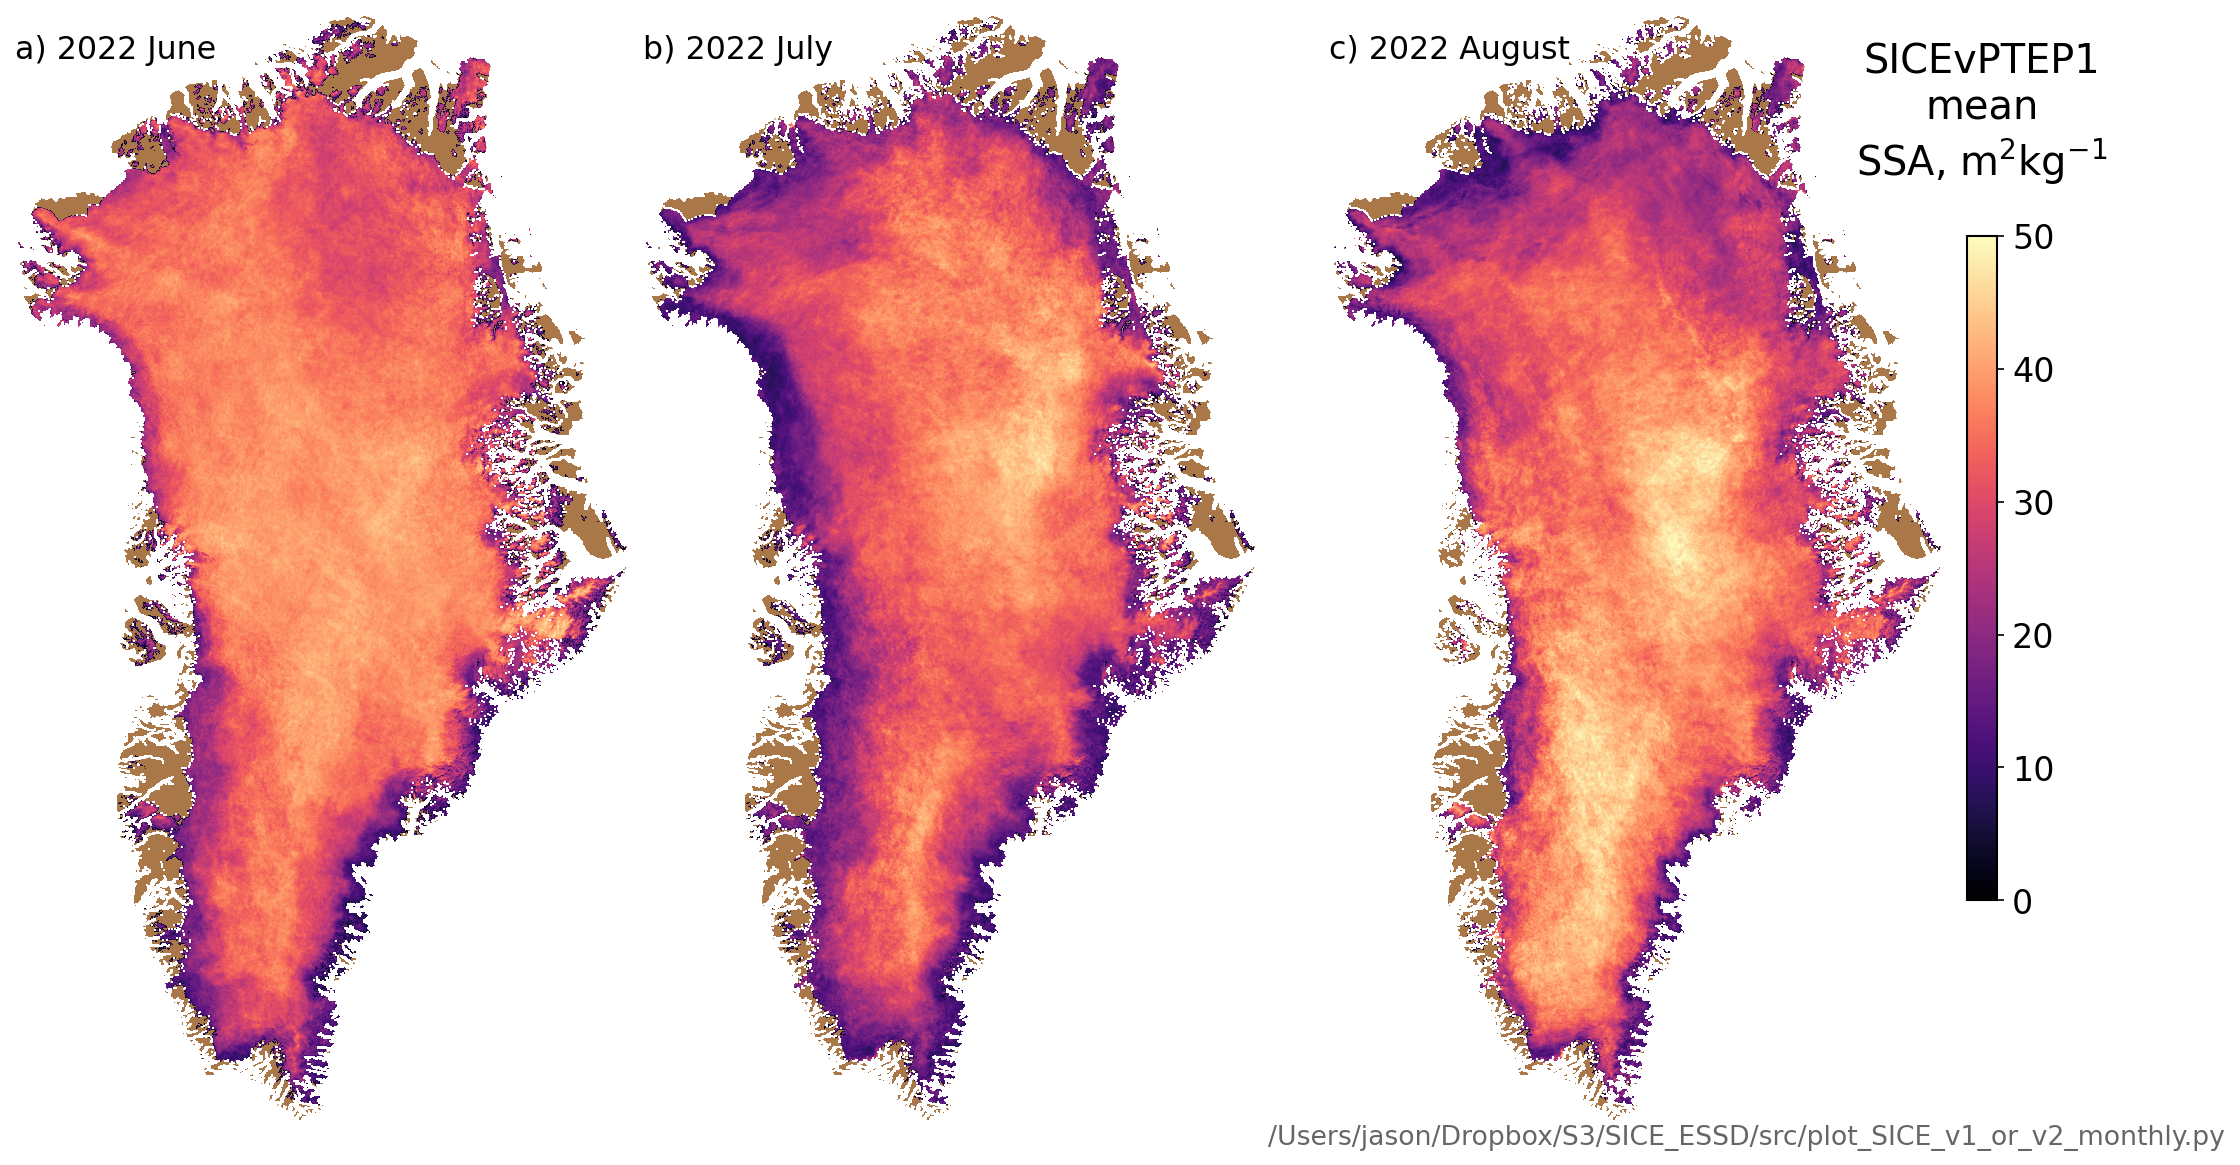 a) 2022 June
b) 2022 July
c) 2022 August
SICEvPTEP1
mean
SSA, m²kg⁻¹
50
40
30
20
10
0
/Users/jason/Dropbox/S3/SICE_ESSD/src/plot_SICE_v1_or_v2_monthly.py